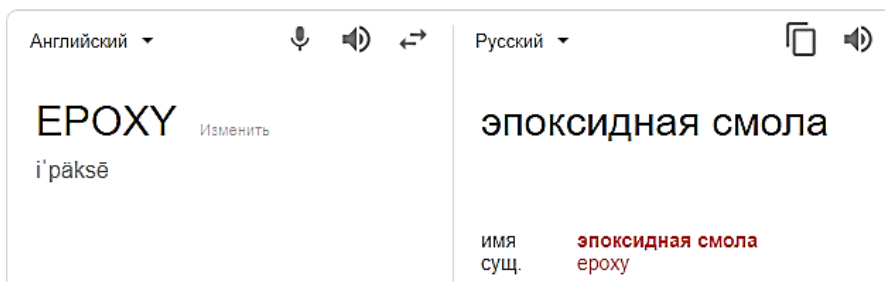 Английский
Русский
EPOXY Изменить
iˈpäksē
эпоксидная смола
имя сущ.
эпоксидная смола
epoxy